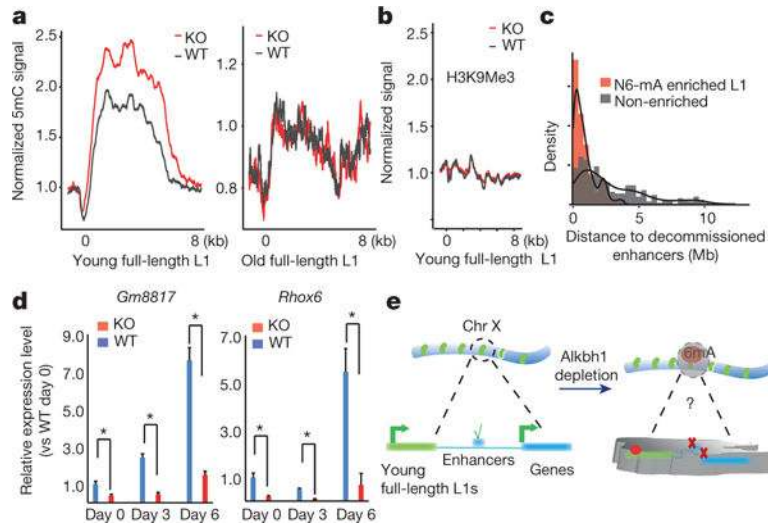 a
Normalized 5mC signal
2.5
2.0
1.5
1.0
KO
WT
0
8 (kb)
Young full-length L1
1.2
1.0
0.8
KO
WT
0
8 (kb)
Old full-length L1
b
Normalized signal
2.5
2.0
1.5
1.0
KO
WT
H3K9Me3
0
8 (kb)
Young full-length L1
c
Density
N6-mA enriched L1
Non-enriched
0 5 10
Distance to decommissioned
enhancers (Mb)
d
Relative expression level
(vs WT day 0)
Gm8817
9.0
7.0
5.0
3.0
1.0
KO
WT
*
*
*
Day 0 Day 3 Day 6
Rhox6
7.0
5.0
3.0
1.0
KO
WT
*
*
*
Day 0 Day 3 Day 6
e
Chr X
Alkbh1
depletion
6mA
?
Enhancers
Young
full-length L1s
Genes